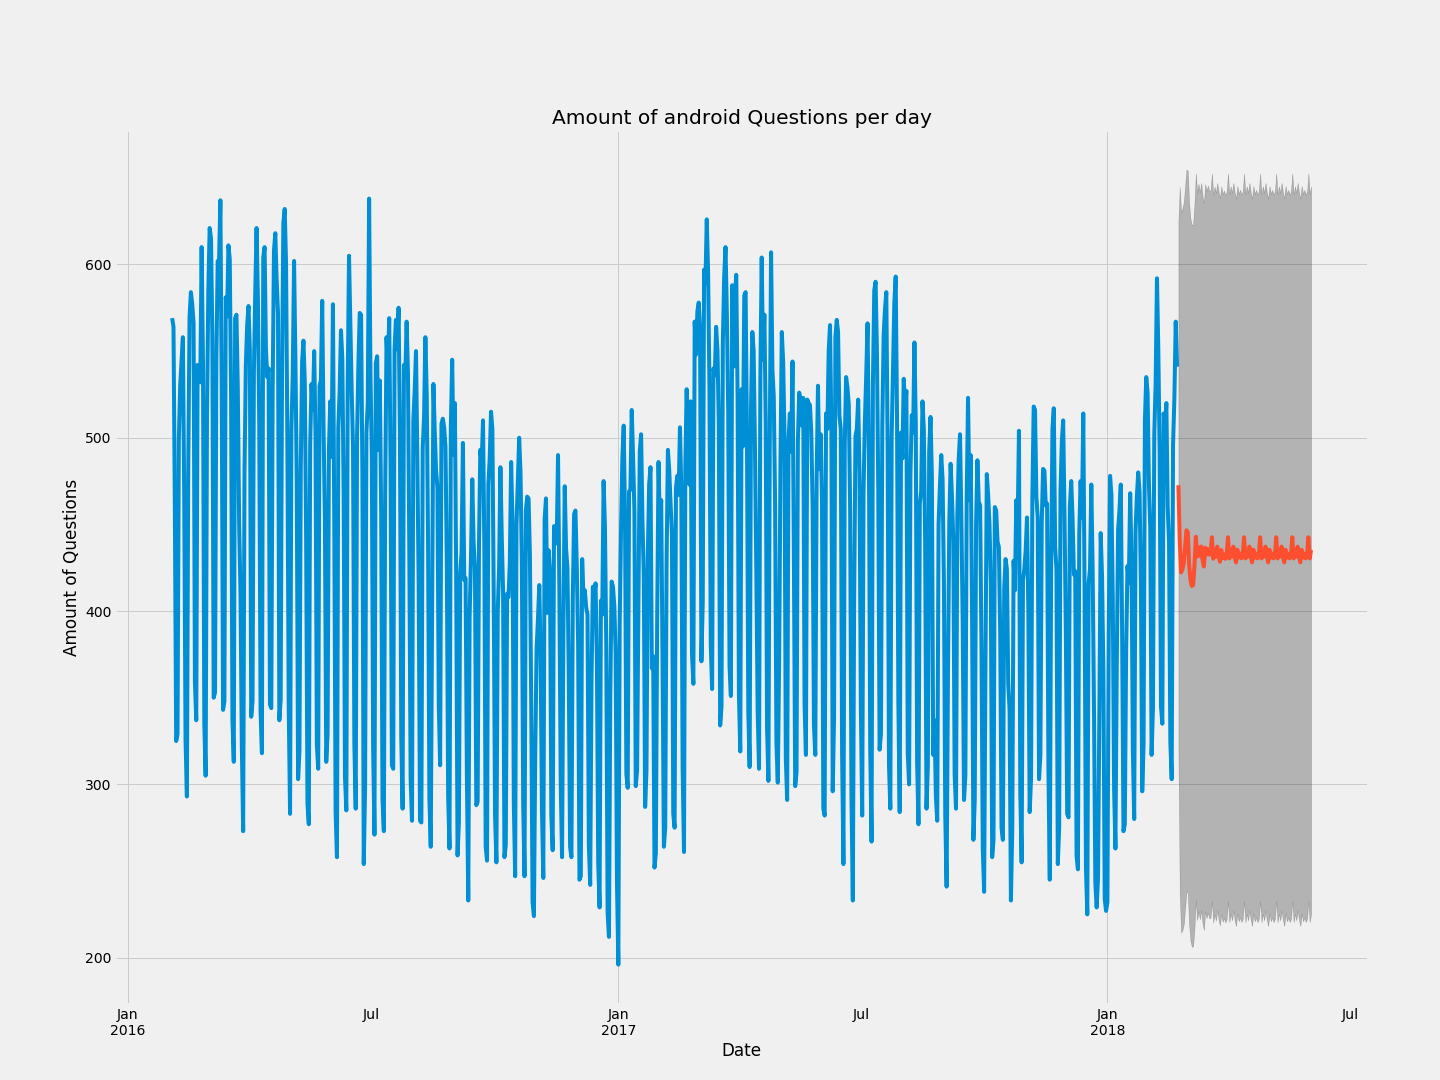 Amount of android Questions per day
600
500
400
300
200
Amount of Questions
Jan
2016
Jul
Jan
2017
Jul
Jan
2018
Jul
Date